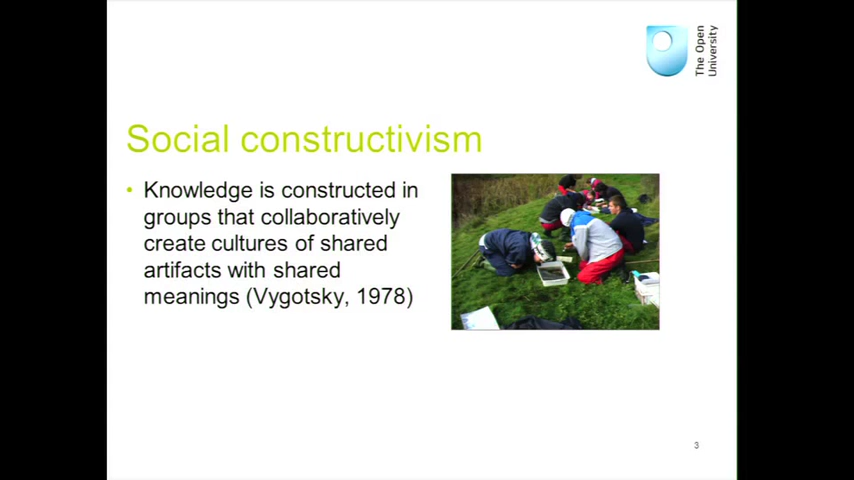 The Open
University
Social constructivism
• Knowledge is constructed in
groups that collaboratively
create cultures of shared
artifacts with shared
meanings (Vygotsky, 1978)
3